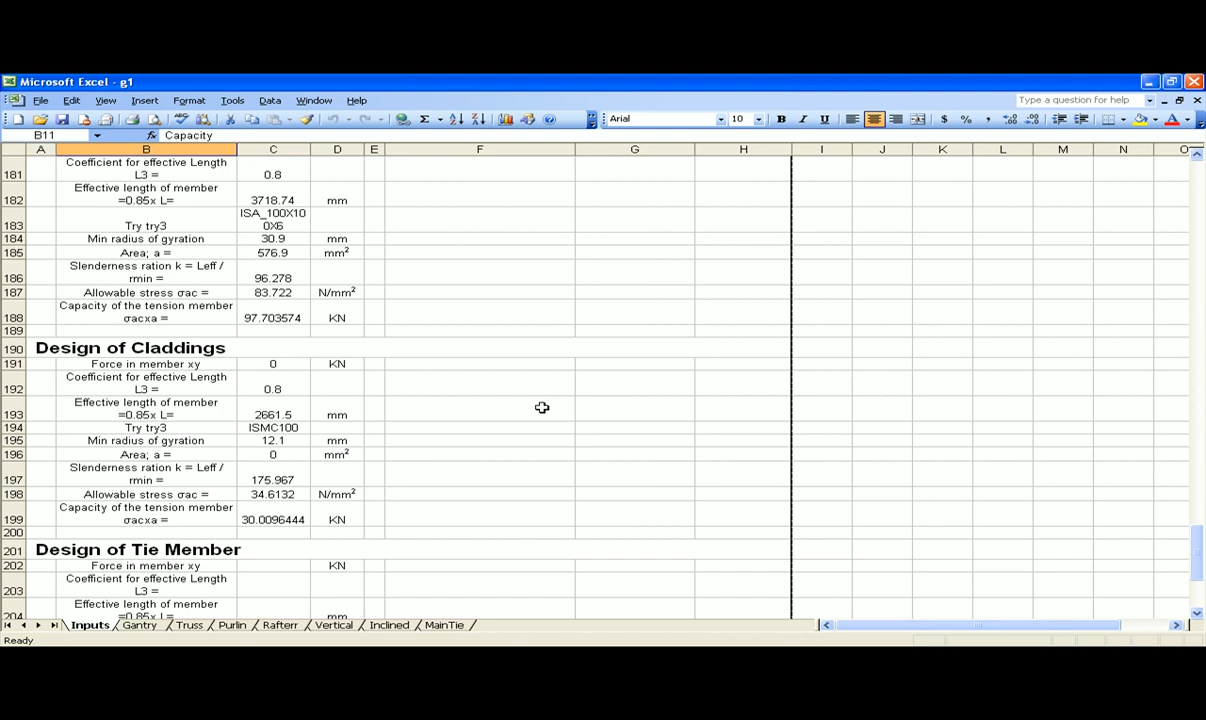 Microsoft Excel - g1
File Edit View Insert Format Tools Data Window Help Type a question for help
Arial 10 B I U $ % ,
B11 fx Capacity
A B C D E F G H I J K L M N O
Coefficient for effective Length
181 L3 = 0.8
Effective length of member
182 =0.85x L= 3718.74 mm
ISA_100X10
183 Try try3 0X6
184 Min radius of gyration 30.9 mm
185 Area; a = 576.9 mm²
Slenderness ration k = Leff /
186 rmin = 96.278
187 Allowable stress σac = 83.722 N/mm²
Capacity of the tension member
188 σacxa = 97.703574 KN
189
190 Design of Claddings
191 Force in member xy 0 KN
Coefficient for effective Length
192 L3 = 0.8
Effective length of member
193 =0.85x L= 2661.5 mm
194 Try try3 ISMC100
195 Min radius of gyration 12.1 mm
196 Area; a = 0 mm²
Slenderness ration k = Leff /
197 rmin = 175.967
198 Allowable stress σac = 34.6132 N/mm²
Capacity of the tension member
199 σacxa = 30.0096444 KN
200
201 Design of Tie Member
202 Force in member xy KN
Coefficient for effective Length
203 L3 =
Effective length of member
204 =0.85x L= mm
Inputs Gantry Truss Purlin Rafterr Vertical Inclined MainTie
Ready